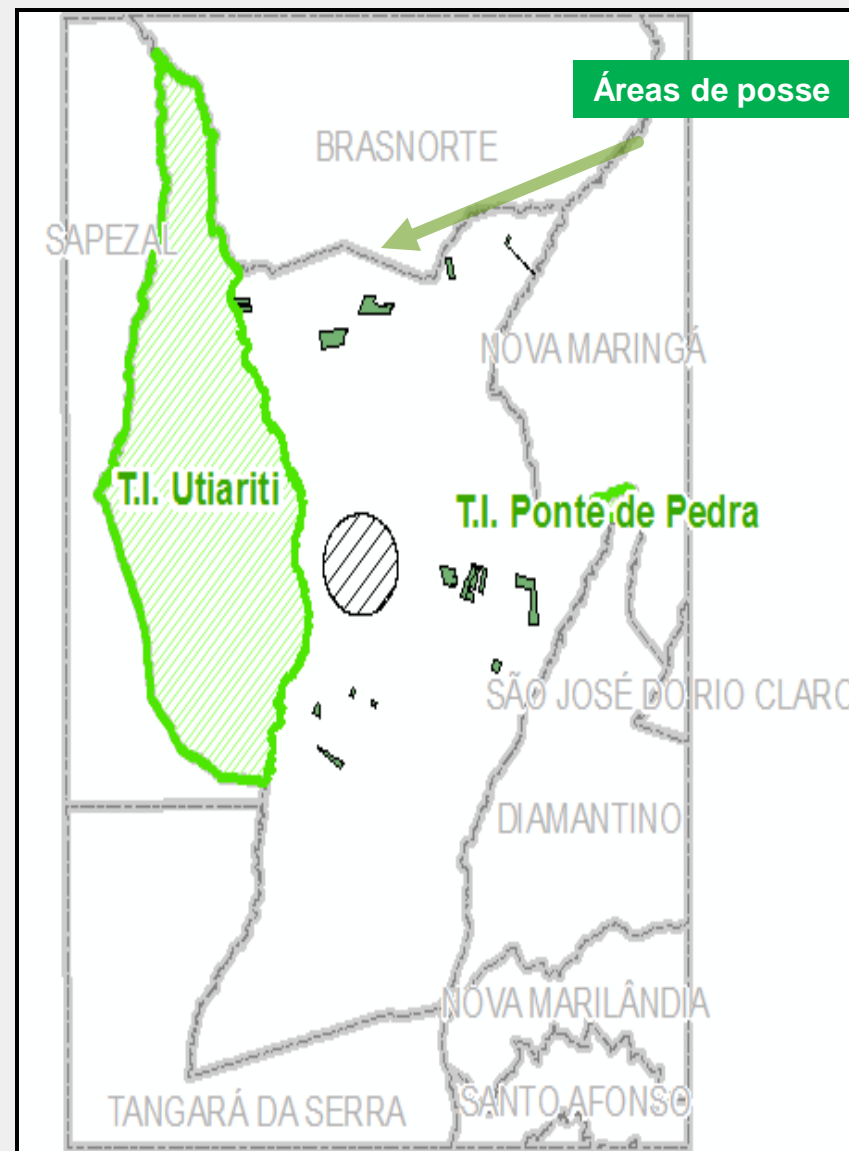 Áreas de posse
BRASNORTE
SAPEZAL
NOVA MARINGÁ
T.I. Utiariti
T.I. Ponte de Pedra
SÃO JOSÉ DO RIO CLARO
DIAMANTINO
NOVA MARILÂNDIA
TANGARÁ DA SERRA
SANTO AFONSO